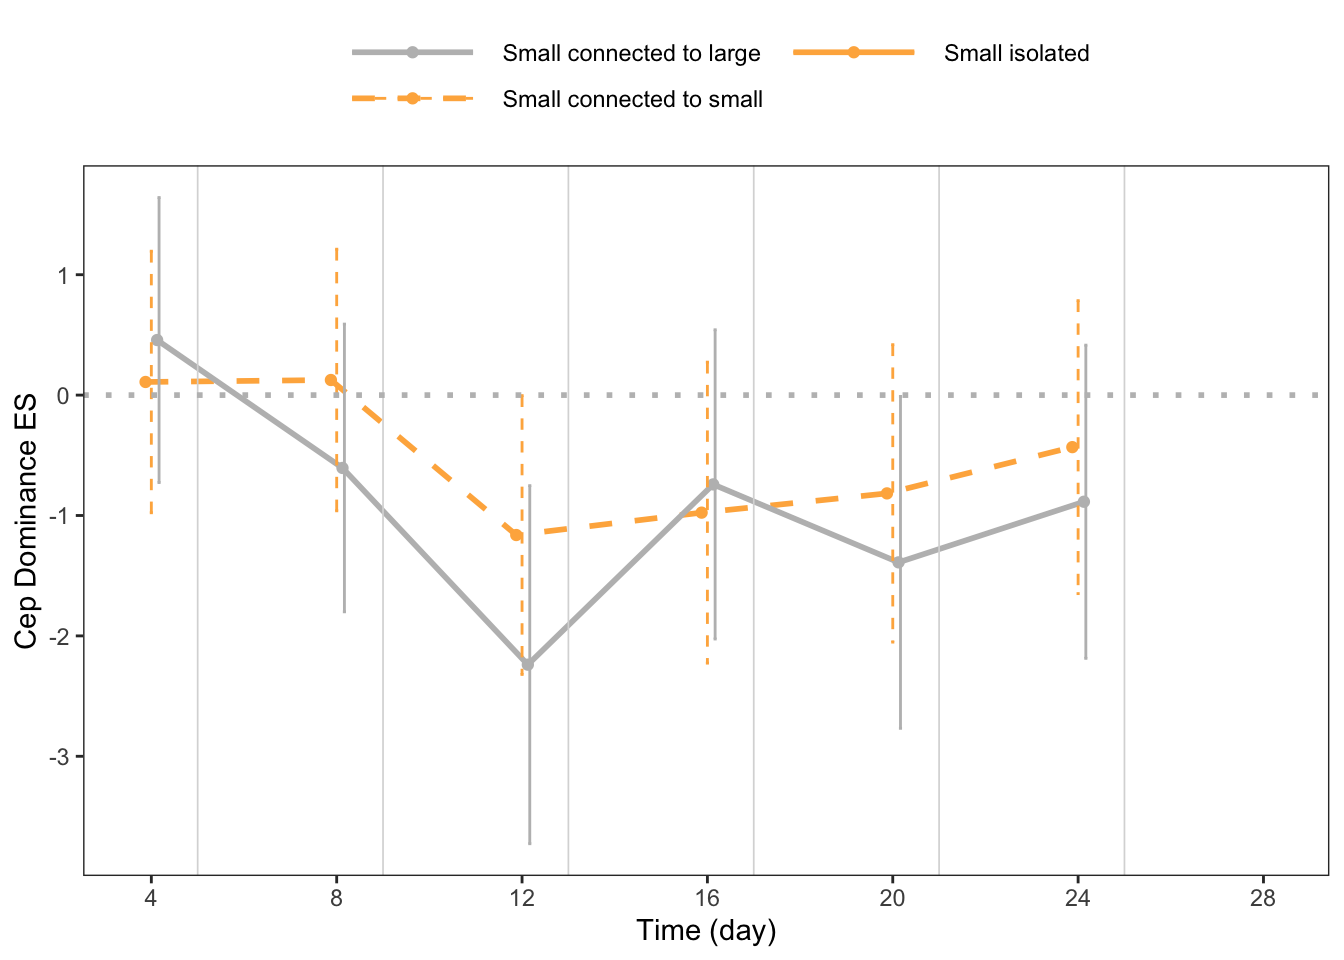 Small connected to large
Small isolated
Small connected to small
Cep Dominance ES
1
0
-1
-2
-3
4
8
12
16
20
24
28
Time (day)